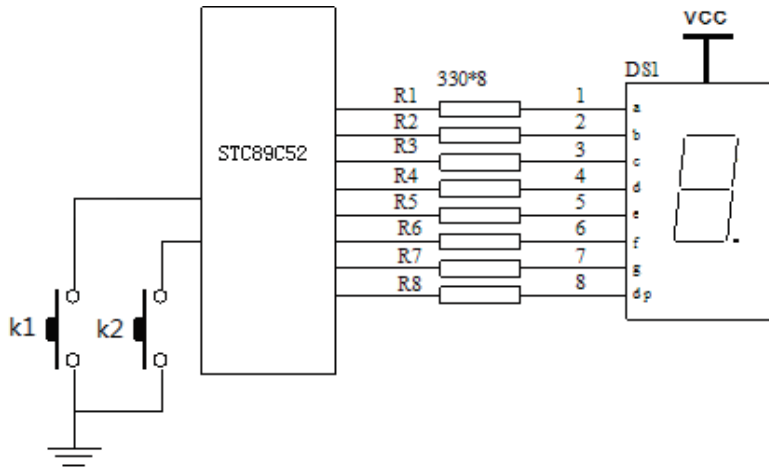 VCC
330*8
DS1
R1 1 a
R2 2 b
R3 3 c
STC89C52
R4 4 d
R5 5 e
R6 6 f
R7 7 g
R8 8 dp
k1 k2